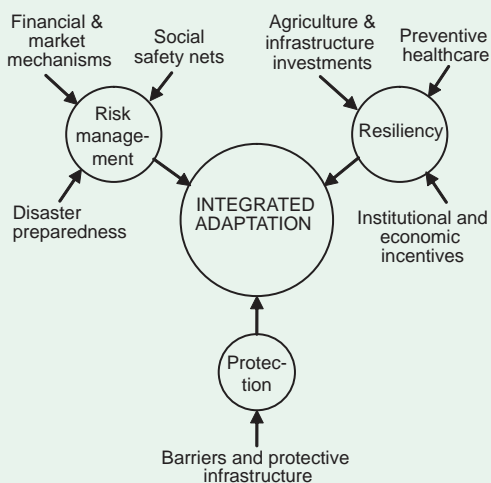 Financial &
market
mechanisms
Social
safety nets
Risk
manage-
ment
Disaster
preparedness
Agriculture &
infrastructure
investments
Preventive
healthcare
Resiliency
Institutional and
economic
incentives
INTEGRATED
ADAPTATION
Protec-
tion
Barriers and protective
infrastructure